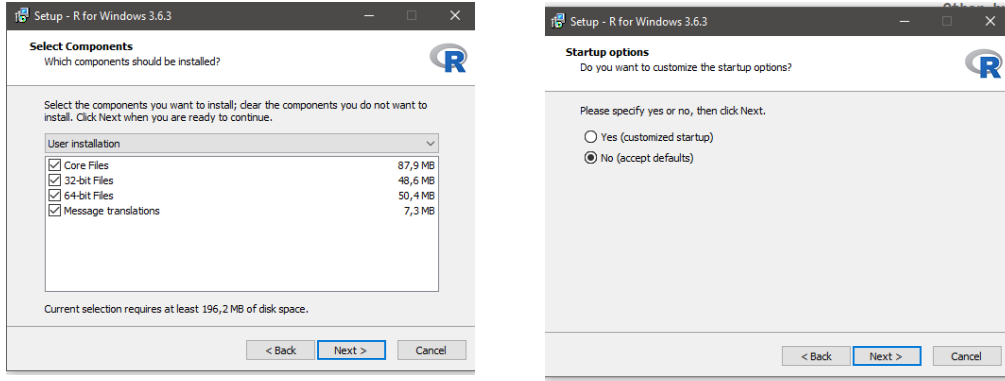 Setup - R for Windows 3.6.3
Select Components
Which components should be installed?
R
Select the components you want to install; clear the components you do not want to
install. Click Next when you are ready to continue.
User installation
Core Files 87,9 MB
32-bit Files 48,6 MB
64-bit Files 50,4 MB
Message translations 7,3 MB
Current selection requires at least 196,2 MB of disk space.
< Back Next > Cancel
Setup - R for Windows 3.6.3
Startup options
Do you want to customize the startup options?
R
Please specify yes or no, then click Next.
Yes (customized startup)
No (accept defaults)
< Back Next > Cancel